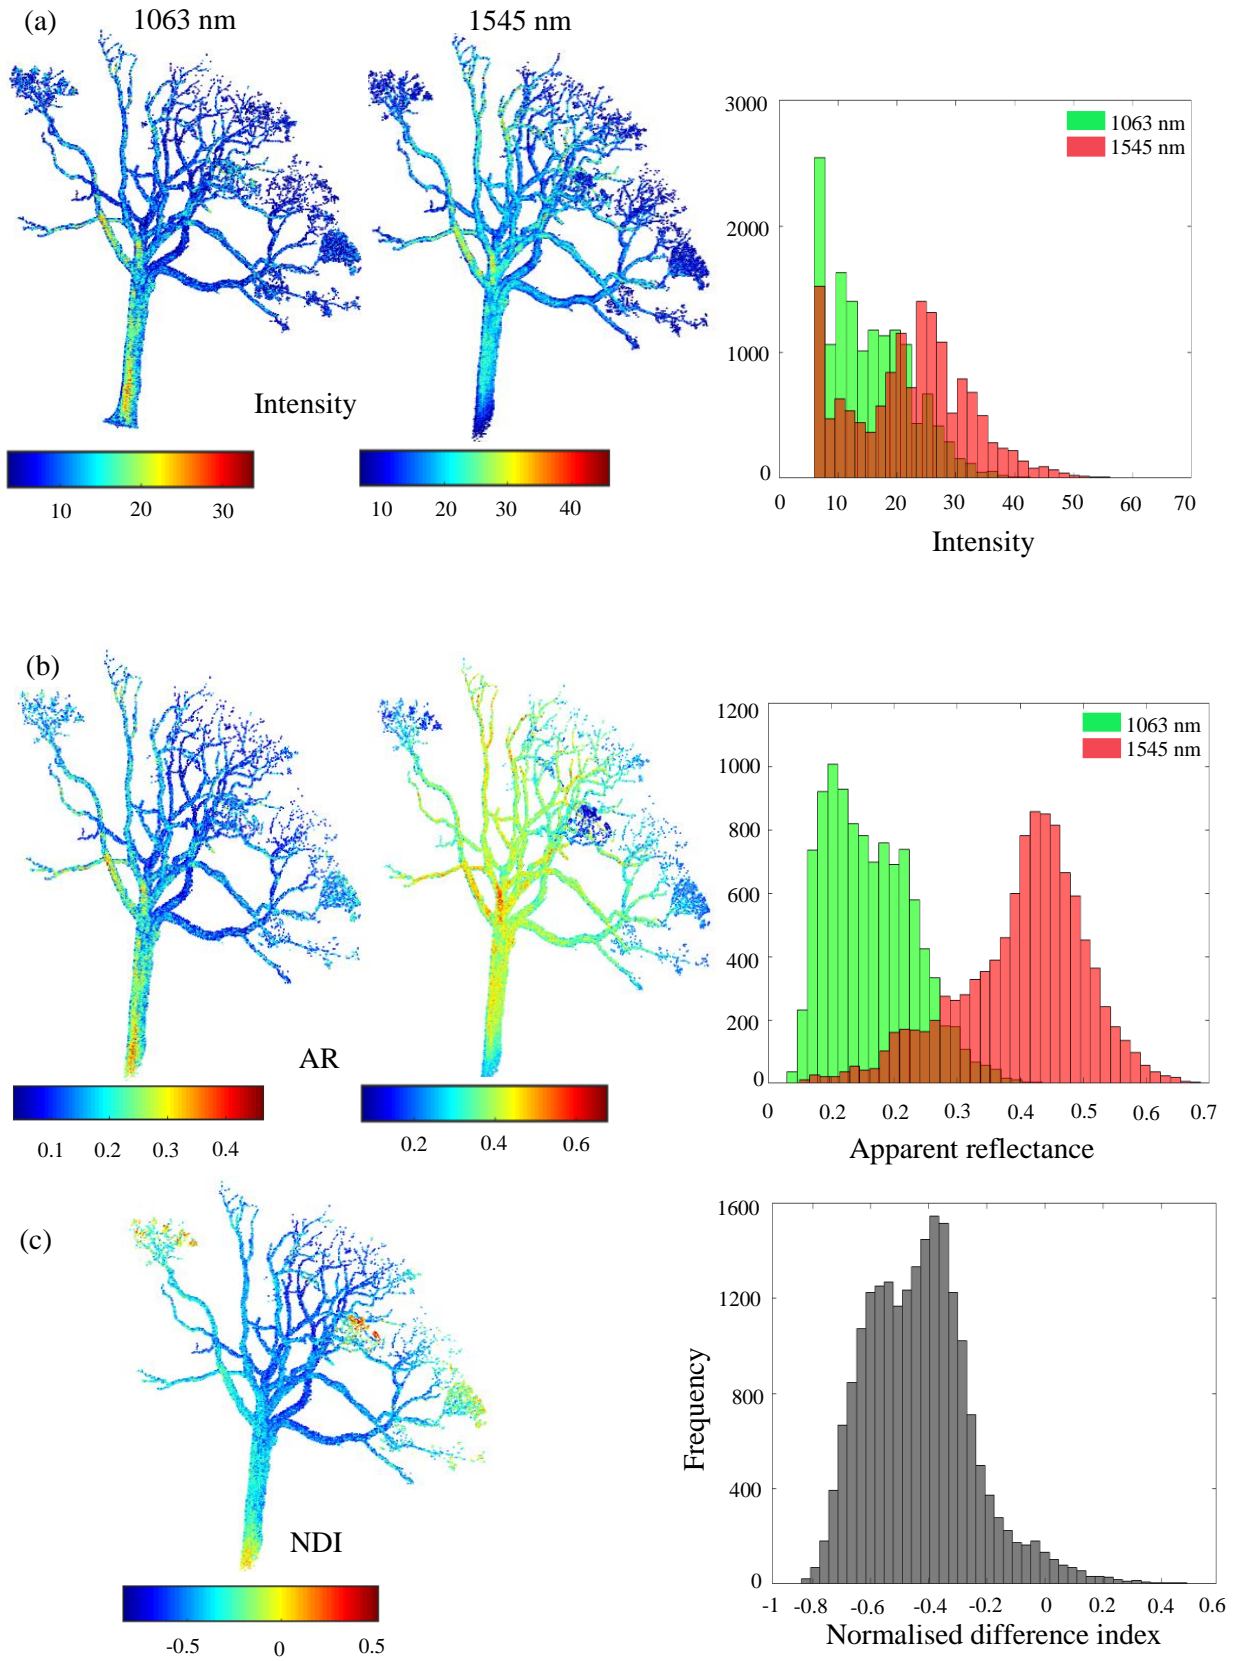 (a)
1063 nm
1545 nm
Intensity
10 20 30
10 20 30 40
3000
2000
1000
0
1063 nm
1545 nm
0 10 20 30 40 50 60 70
Intensity
(b)
AR
0.1 0.2 0.3 0.4
0.2 0.4 0.6
1200
1000
800
600
400
200
0
1063 nm
1545 nm
0 0.2 0.2 0.3 0.4 0.5 0.6 0.7
Apparent reflectance
(c)
NDI
-0.5 0 0.5
Frequency
1600
1200
800
400
0
-1 -0.8 -0.6 -0.4 -0.2 0 0.2 0.4 0.6
Normalised difference index